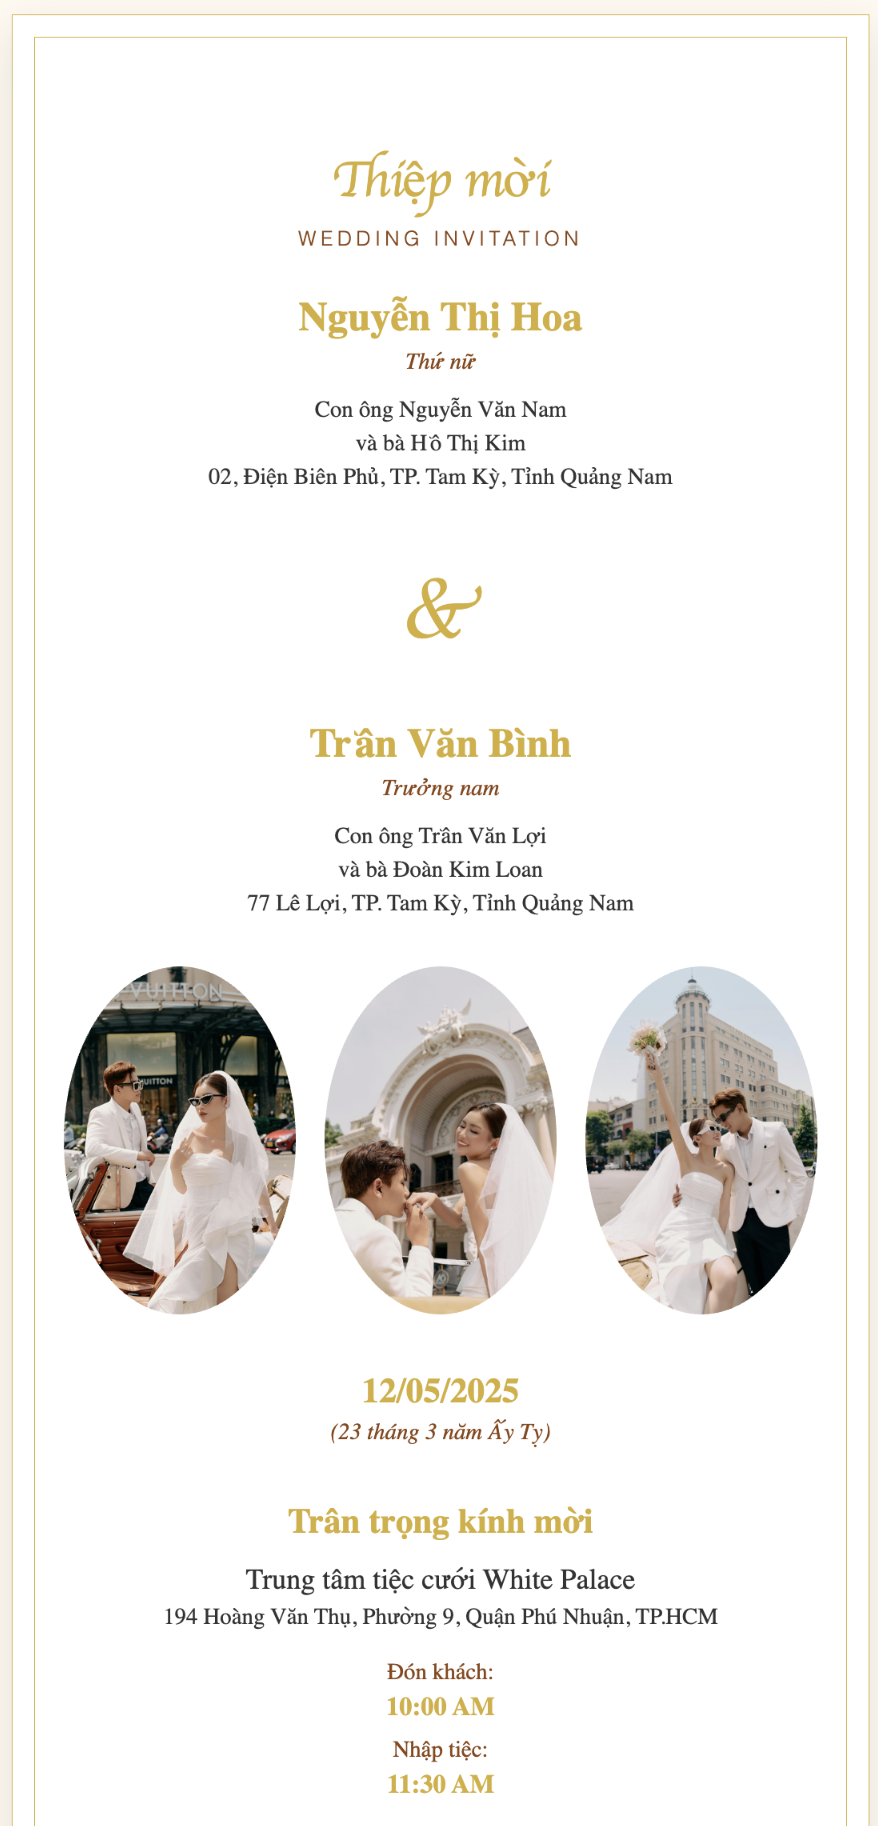 Thiệp mời
WEDDING INVITATION
Nguyễn Thị Hoa
Thứ nữ
Con ông Nguyễn Văn Nam
và bà Hồ Thị Kim
02, Điện Biên Phủ, TP. Tam Kỳ, Tỉnh Quảng Nam
&
Trần Văn Bình
Trưởng nam
Con ông Trần Văn Lợi
và bà Đoàn Kim Loan
77 Lê Lợi, TP. Tam Kỳ, Tỉnh Quảng Nam
VUITTON
VUITTON
12/05/2025
(23 tháng 3 năm Ấy Tỵ)
Trân trọng kính mời
Trung tâm tiệc cưới White Palace
194 Hoàng Văn Thụ, Phường 9, Quận Phú Nhuận, TP.HCM
Đón khách:
10:00 AM
Nhập tiệc:
11:30 AM